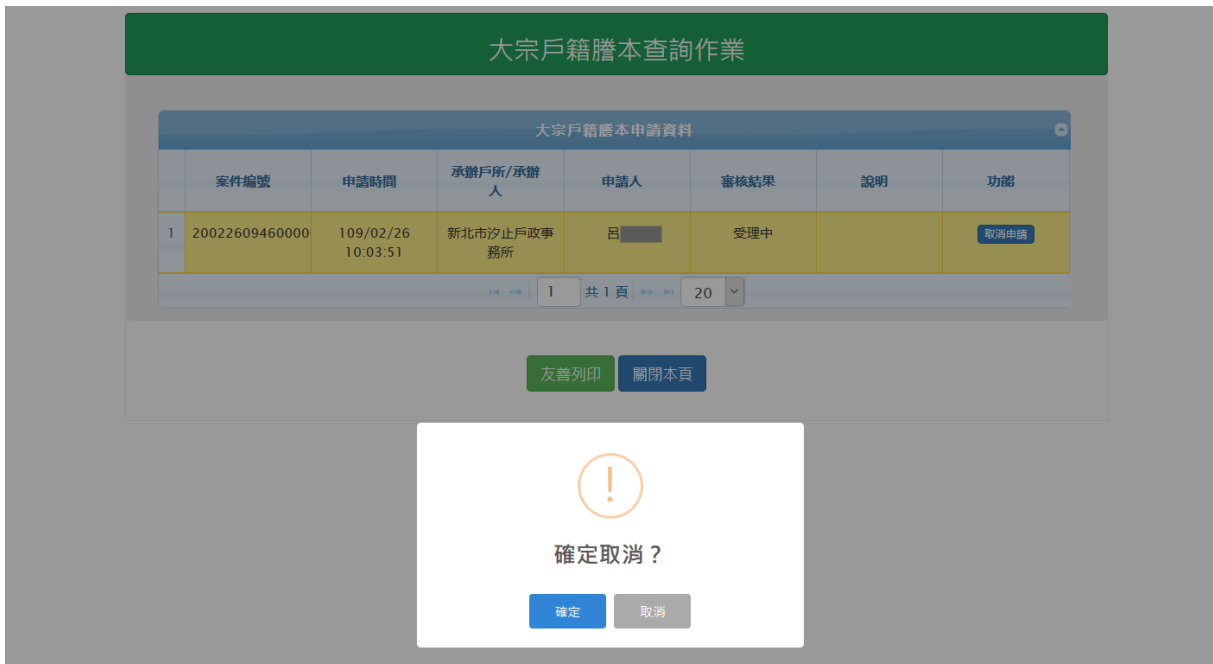 大宗戶籍謄本查詢作業
大宗戶籍謄本申請資料
案件編號 申請時間 承辦戶所/承辦人 申請人 審核結果 說明 功能
1 20022609460000 109/02/26 10:03:51 新北市汐止戶政事務所 呂 受理中 取消申請
1 共 1 頁 20
友善列印 關閉本頁
確定取消？
確定 取消